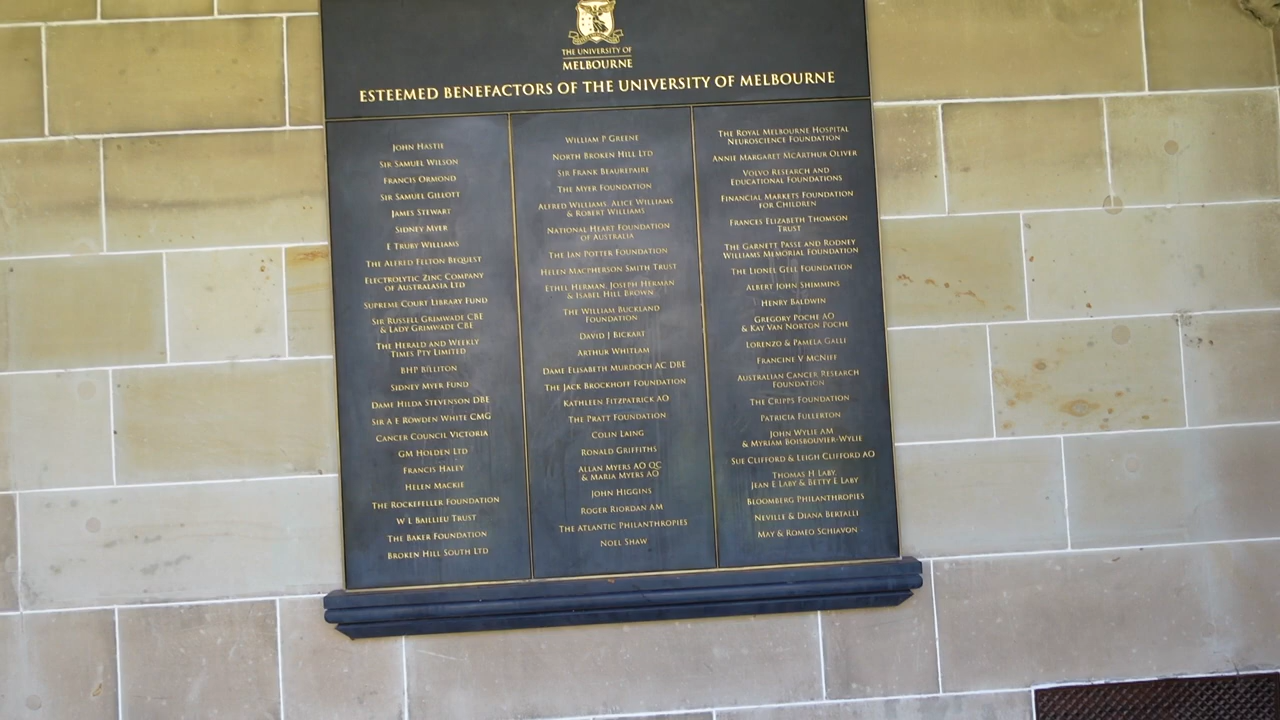 THE UNIVERSITY OF
MELBOURNE
ESTEEMED BENEFACTORS OF THE UNIVERSITY OF MELBOURNE
JOHN HASTIE
SIR SAMUEL WILSON
FRANCIS ORMOND
SIR SAMUEL GILLOTT
JAMES STEWART
SIDNEY MYER
E TRUBY WILLIAMS
THE ALFRED FELTON BEQUEST
ELECTROLYTIC ZINC COMPANY
OF AUSTRALASIA LTD
SUPREME COURT LIBRARY FUND
SIR RUSSELL GRIMWADE CBE
& LADY GRIMWADE CBE
THE HERALD AND WEEKLY
TIMES PTY LIMITED
BHP BILLITON
SIDNEY MYER FUND
DAME HILDA STEVENSON DBE
SIR A E ROWDEN WHITE CMG
CANCER COUNCIL VICTORIA
GM HOLDEN LTD
FRANCIS HALEY
HELEN MACKIE
THE ROCKEFELLER FOUNDATION
W L BAILLIEU TRUST
THE BAKER FOUNDATION
BROKEN HILL SOUTH LTD
WILLIAM P GREENE
NORTH BROKEN HILL LTD
SIR FRANK BEAUREPAIRE
THE MYER FOUNDATION
ALFRED WILLIAMS, ALICE WILLIAMS
& ROBERT WILLIAMS
NATIONAL HEART FOUNDATION
OF AUSTRALIA
THE IAN POTTER FOUNDATION
HELEN MACPHERSON SMITH TRUST
ETHEL HERMAN, JOSEPH HERMAN
& ISABEL HILL BROWN
THE WILLIAM BUCKLAND
FOUNDATION
DAVID J BICKART
ARTHUR WHITLAM
DAME ELISABETH MURDOCH AC DBE
THE JACK BROCKHOFF FOUNDATION
KATHLEEN FITZPATRICK AO
THE PRATT FOUNDATION
COLIN LAING
RONALD GRIFFITHS
ALLAN MYERS AO QC
& MARIA MYERS AO
JOHN HIGGINS
ROGER RIORDAN AM
THE ATLANTIC PHILANTHROPIES
NOEL SHAW
THE ROYAL MELBOURNE HOSPITAL
NEUROSCIENCE FOUNDATION
ANNIE MARGARET MCARTHUR OLIVER
VOLVO RESEARCH AND
EDUCATIONAL FOUNDATIONS
FINANCIAL MARKETS FOUNDATION
FOR CHILDREN
FRANCES ELIZABETH THOMSON
TRUST
THE GARNETT PASSE AND RODNEY
WILLIAMS MEMORIAL FOUNDATION
THE LIONEL GELL FOUNDATION
ALBERT JOHN SHIMMINS
HENRY BALDWIN
GREGORY POCHE AO
& KAY VAN NORTON POCHE
LORENZO & PAMELA GALLI
FRANCINE V MCNIFF
AUSTRALIAN CANCER RESEARCH
FOUNDATION
THE CRIPPS FOUNDATION
PATRICIA FULLERTON
JOHN WYLIE AM
& MYRIAM BOISBOUVIER-WYLIE
SUE CLIFFORD & LEIGH CLIFFORD AO
THOMAS H LABY,
JEAN E LABY & BETTY E LABY
BLOOMBERG PHILANTHROPIES
NEVILLE & DIANA BERTALLI
MAY & ROMEO SCHIAVON